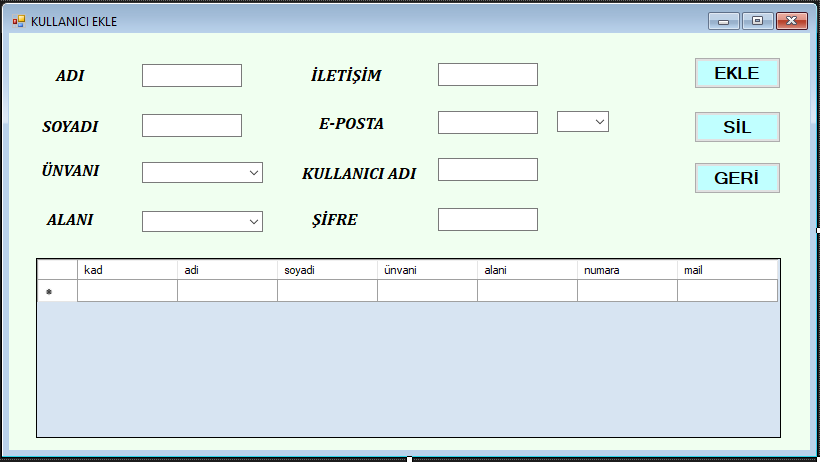 KULLANICI EKLE
ADI İLETİŞİM EKLE
SOYADI E-POSTA SİL
ÜNVANI KULLANICI ADI GERİ
ALANI ŞİFRE
kad adi soyadi ünvani alani numara mail